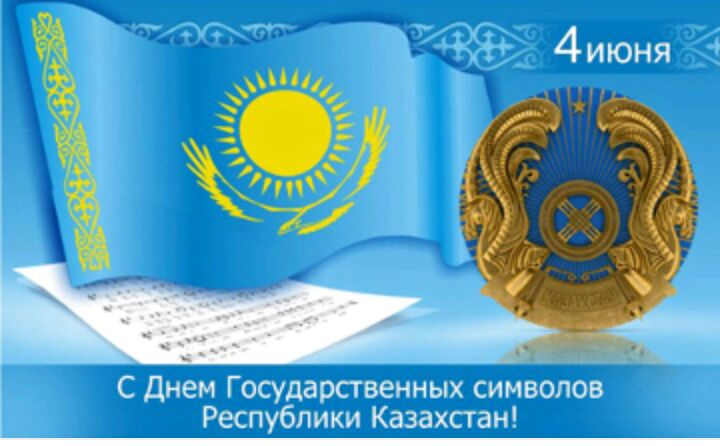 4 июня
С Днем Государственных символов
Республики Казахстан!